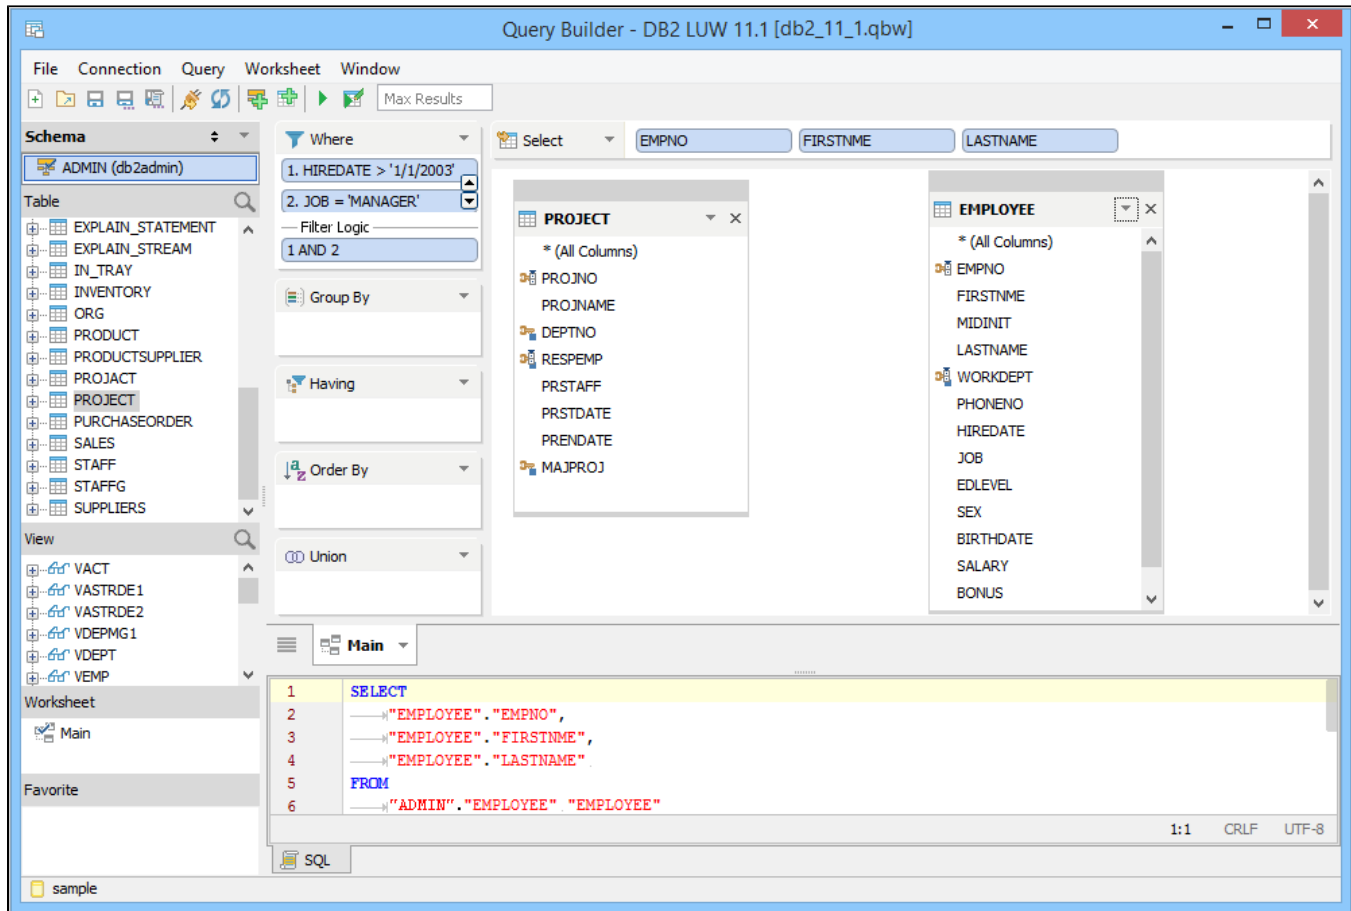 Query Builder - DB2 LUW 11.1 [db2_11_1.qbw]
File Connection Query Worksheet Window
Max Results
Schema
ADMIN (db2admin)
Table
EXPLAIN_STATEMENT
EXPLAIN_STREAM
IN_TRAY
INVENTORY
ORG
PRODUCT
PRODUCTSUPPLIER
PROJACT
PROJECT
PURCHASEORDER
SALES
STAFF
STAFFG
SUPPLIERS
View
VACT
VASTRDE1
VASTRDE2
VDEPMG1
VDEPT
VEMP
Worksheet
Main
Favorite
Where
1. HIREDATE > '1/1/2003'
2. JOB = 'MANAGER'
Filter Logic
1 AND 2
Group By
Having
Order By
Union
Select EMPNO FIRSTNME LASTNAME
PROJECT
* (All Columns)
PROJNO
PROJNAME
DEPTNO
RESPEMP
PRSTAFF
PRSTDATE
PRENDATE
MAJPROJ
EMPLOYEE
* (All Columns)
EMPNO
FIRSTNME
MIDINIT
LASTNAME
WORKDEPT
PHONENO
HIREDATE
JOB
EDLEVEL
SEX
BIRTHDATE
SALARY
BONUS
Main
1 SELECT
2 "EMPLOYEE"."EMPNO",
3 "EMPLOYEE"."FIRSTNME",
4 "EMPLOYEE"."LASTNAME"
5 FROM
6 "ADMIN"."EMPLOYEE" "EMPLOYEE"
1:1 CRLF UTF-8
SQL
sample